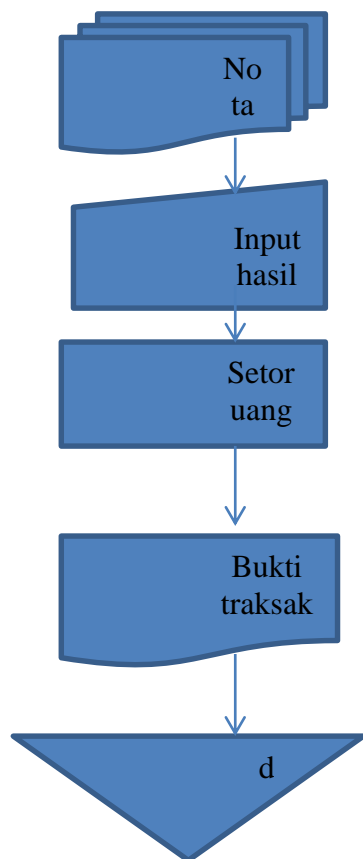 No
ta
Input
hasil
Setor
uang
Bukti
traksak
d